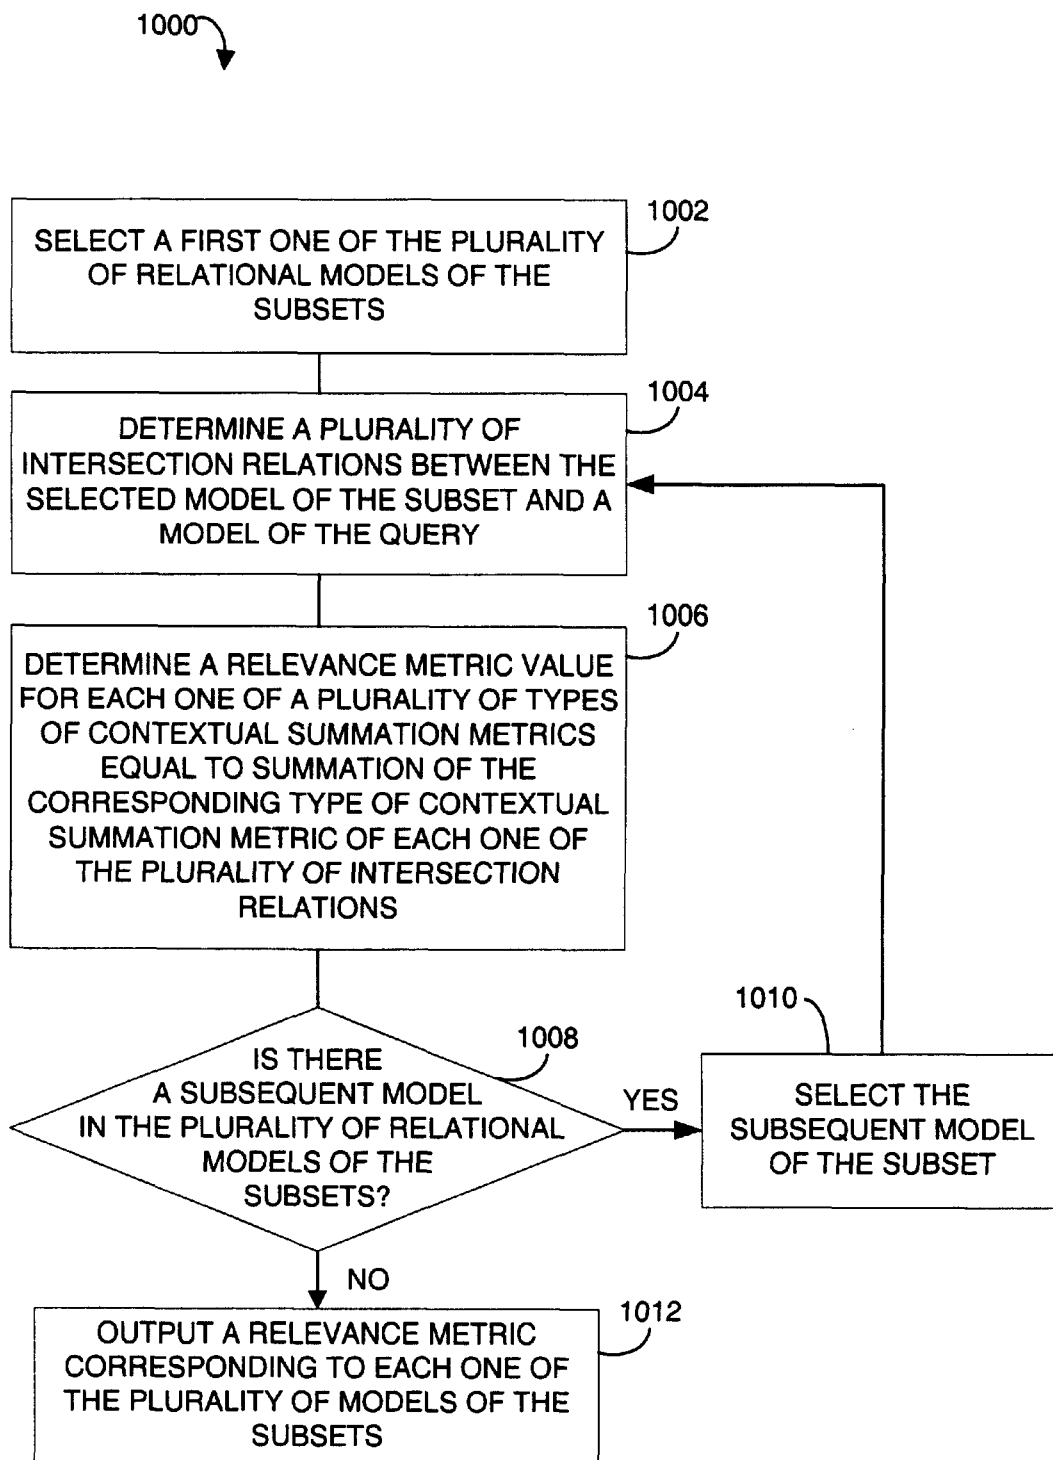 1000
1002
SELECT A FIRST ONE OF THE PLURALITY
OF RELATIONAL MODELS OF THE
SUBSETS
1004
DETERMINE A PLURALITY OF
INTERSECTION RELATIONS BETWEEN THE
SELECTED MODEL OF THE SUBSET AND A
MODEL OF THE QUERY
1006
DETERMINE A RELEVANCE METRIC VALUE
FOR EACH ONE OF A PLURALITY OF TYPES
OF CONTEXTUAL SUMMATION METRICS
EQUAL TO SUMMATION OF THE
CORRESPONDING TYPE OF CONTEXTUAL
SUMMATION METRIC OF EACH ONE OF
THE PLURALITY OF INTERSECTION
RELATIONS
1008
IS THERE
A SUBSEQUENT MODEL
IN THE PLURALITY OF RELATIONAL
MODELS OF THE
SUBSETS?
YES
1010
SELECT THE
SUBSEQUENT MODEL
OF THE SUBSET
NO
1012
OUTPUT A RELEVANCE METRIC
CORRESPONDING TO EACH ONE OF
THE PLURALITY OF MODELS OF THE
SUBSETS